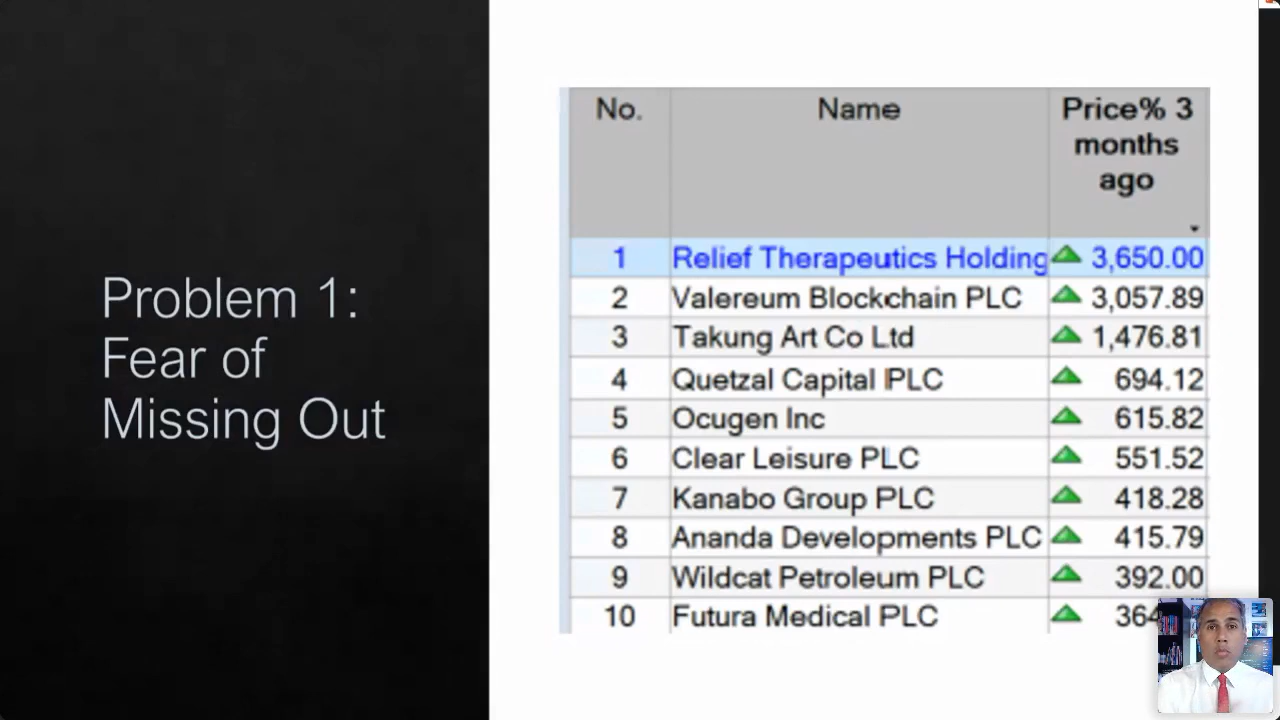 Problem 1:
Fear of
Missing Out
No. Name Price% 3
months
ago
1 Relief Therapeutics Holding 3,650.00
2 Valereum Blockchain PLC 3,057.89
3 Takung Art Co Ltd 1,476.81
4 Quetzal Capital PLC 694.12
5 Ocugen Inc 615.82
6 Clear Leisure PLC 551.52
7 Kanabo Group PLC 418.28
8 Ananda Developments PLC 415.79
9 Wildcat Petroleum PLC 392.00
10 Futura Medical PLC